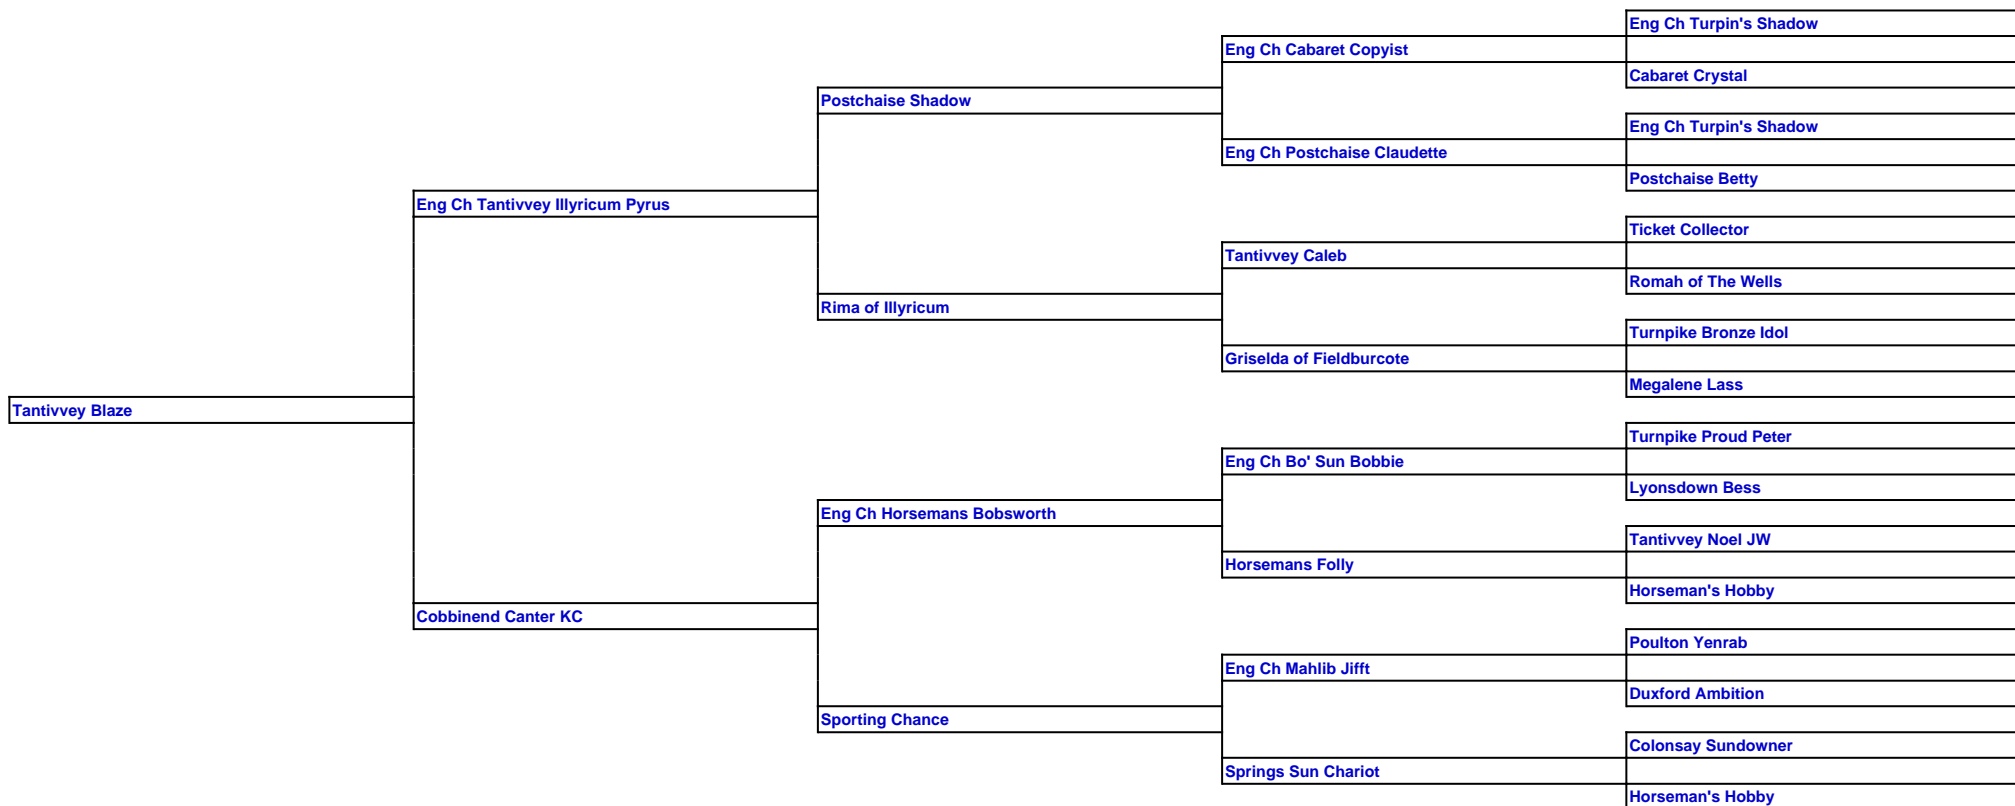 Eng Ch Turpin's Shadow
Eng Ch Cabaret Copyist
Cabaret Crystal
Postchaise Shadow
Eng Ch Turpin's Shadow
Eng Ch Postchaise Claudette
Postchaise Betty
Eng Ch Tantivvey Illyricum Pyrus
Ticket Collector
Tantivvey Caleb
Romah of The Wells
Rima of Illyricum
Turnpike Bronze Idol
Griselda of Fieldburcote
Megalene Lass
Tantivvey Blaze
Turnpike Proud Peter
Eng Ch Bo' Sun Bobbie
Lyonsdown Bess
Eng Ch Horsemans Bobsworth
Tantivvey Noel JW
Horsemans Folly
Horseman's Hobby
Cobbinend Canter KC
Poulton Yenrab
Eng Ch Mahlib Jifft
Duxford Ambition
Sporting Chance
Colonsay Sundowner
Springs Sun Chariot
Horseman's Hobby